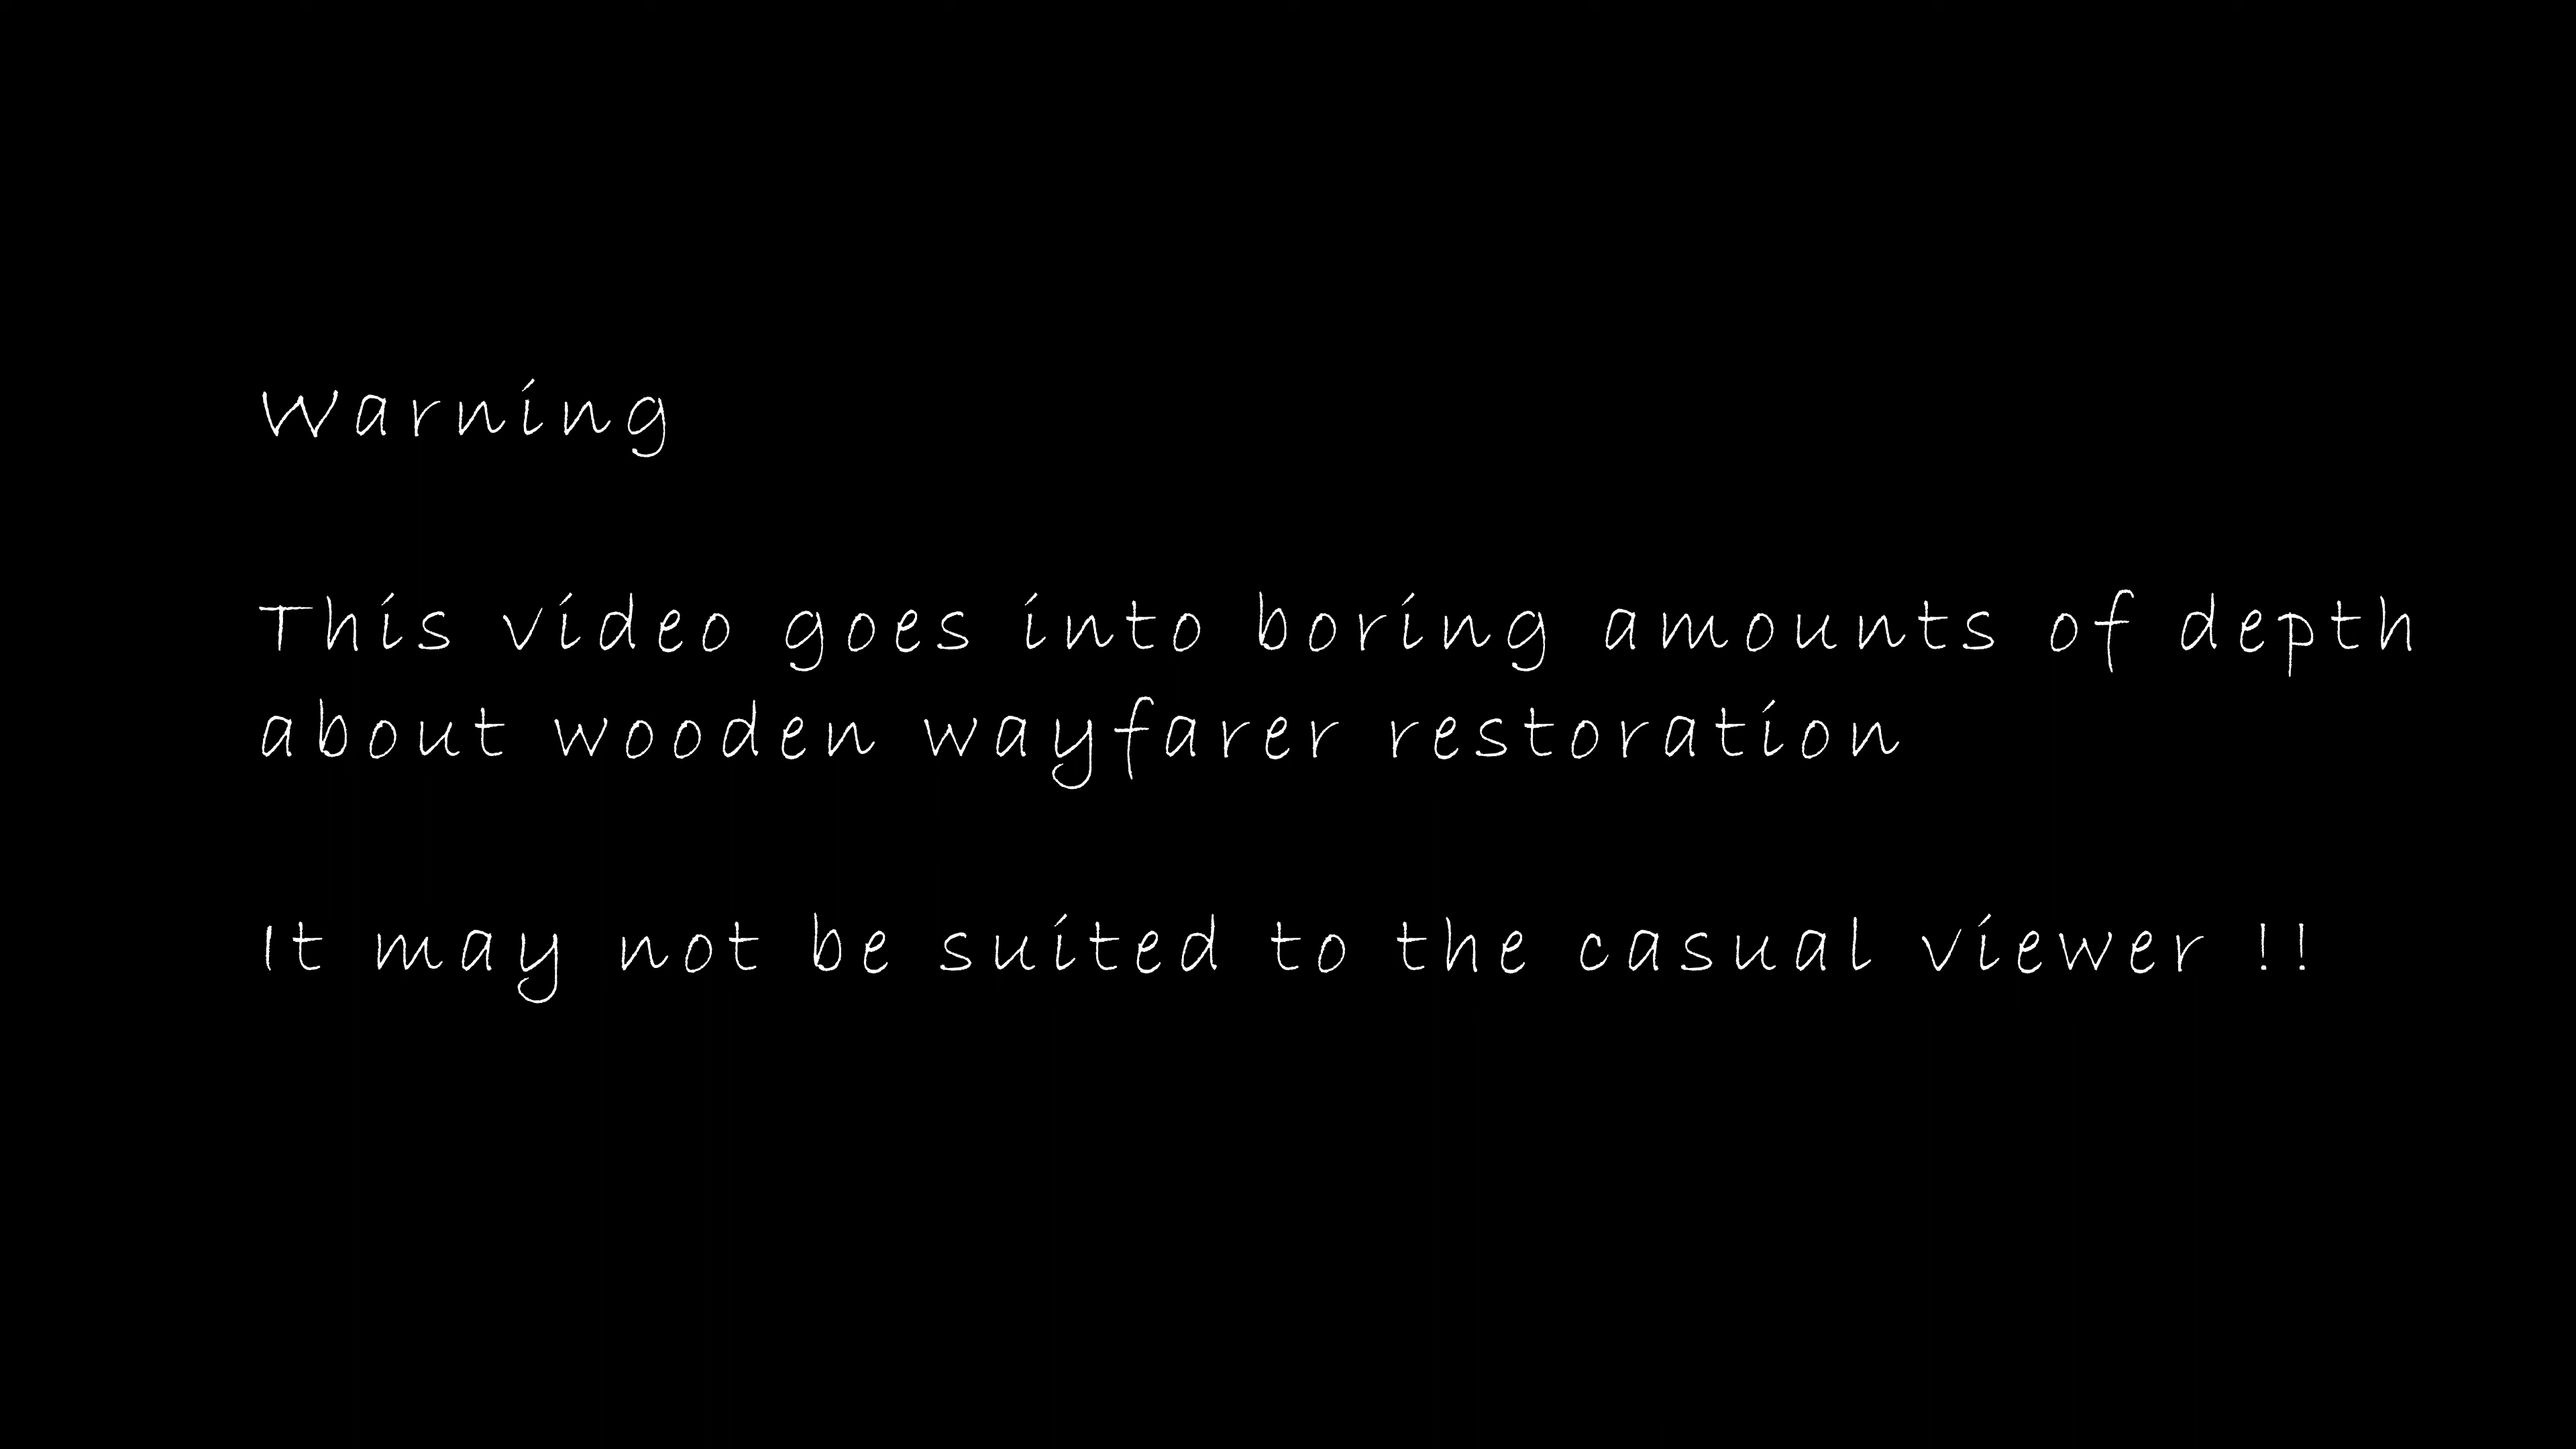 Warning
This video goes into boring amounts of depth
about wooden wayfarer restoration
It may not be suited to the casual viewer !!